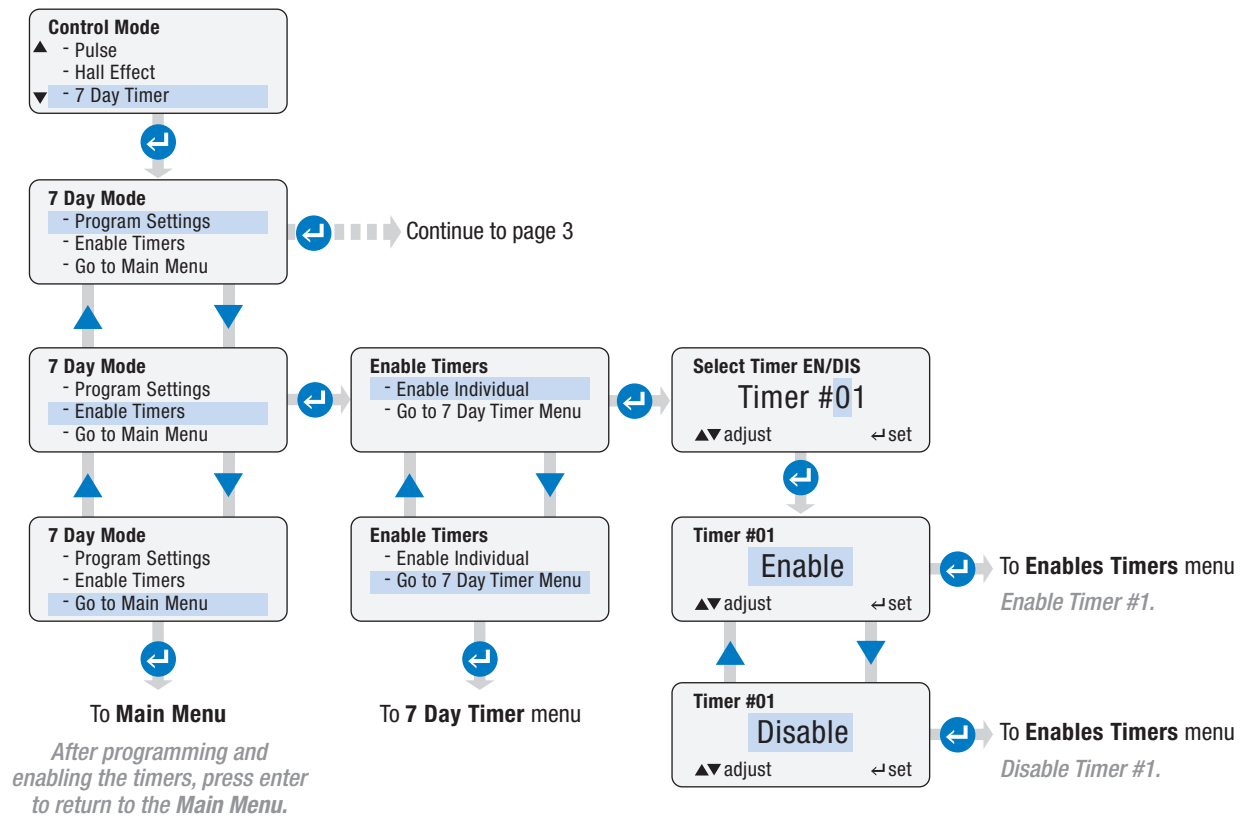 Control Mode
- Pulse
- Hall Effect
- 7 Day Timer
7 Day Mode
- Program Settings
- Enable Timers
- Go to Main Menu
Continue to page 3
7 Day Mode
- Program Settings
- Enable Timers
- Go to Main Menu
Enable Timers
- Enable Individual
- Go to 7 Day Timer Menu
Select Timer EN/DIS
Timer #01
▲▼ adjust ↵ set
7 Day Mode
- Program Settings
- Enable Timers
- Go to Main Menu
Enable Timers
- Enable Individual
- Go to 7 Day Timer Menu
Timer #01
Enable
▲▼ adjust ↵ set
To Enables Timers menu
Enable Timer #1.
To Main Menu
After programming and
enabling the timers, press enter
to return to the Main Menu.
To 7 Day Timer menu
Timer #01
Disable
▲▼ adjust ↵ set
To Enables Timers menu
Disable Timer #1.